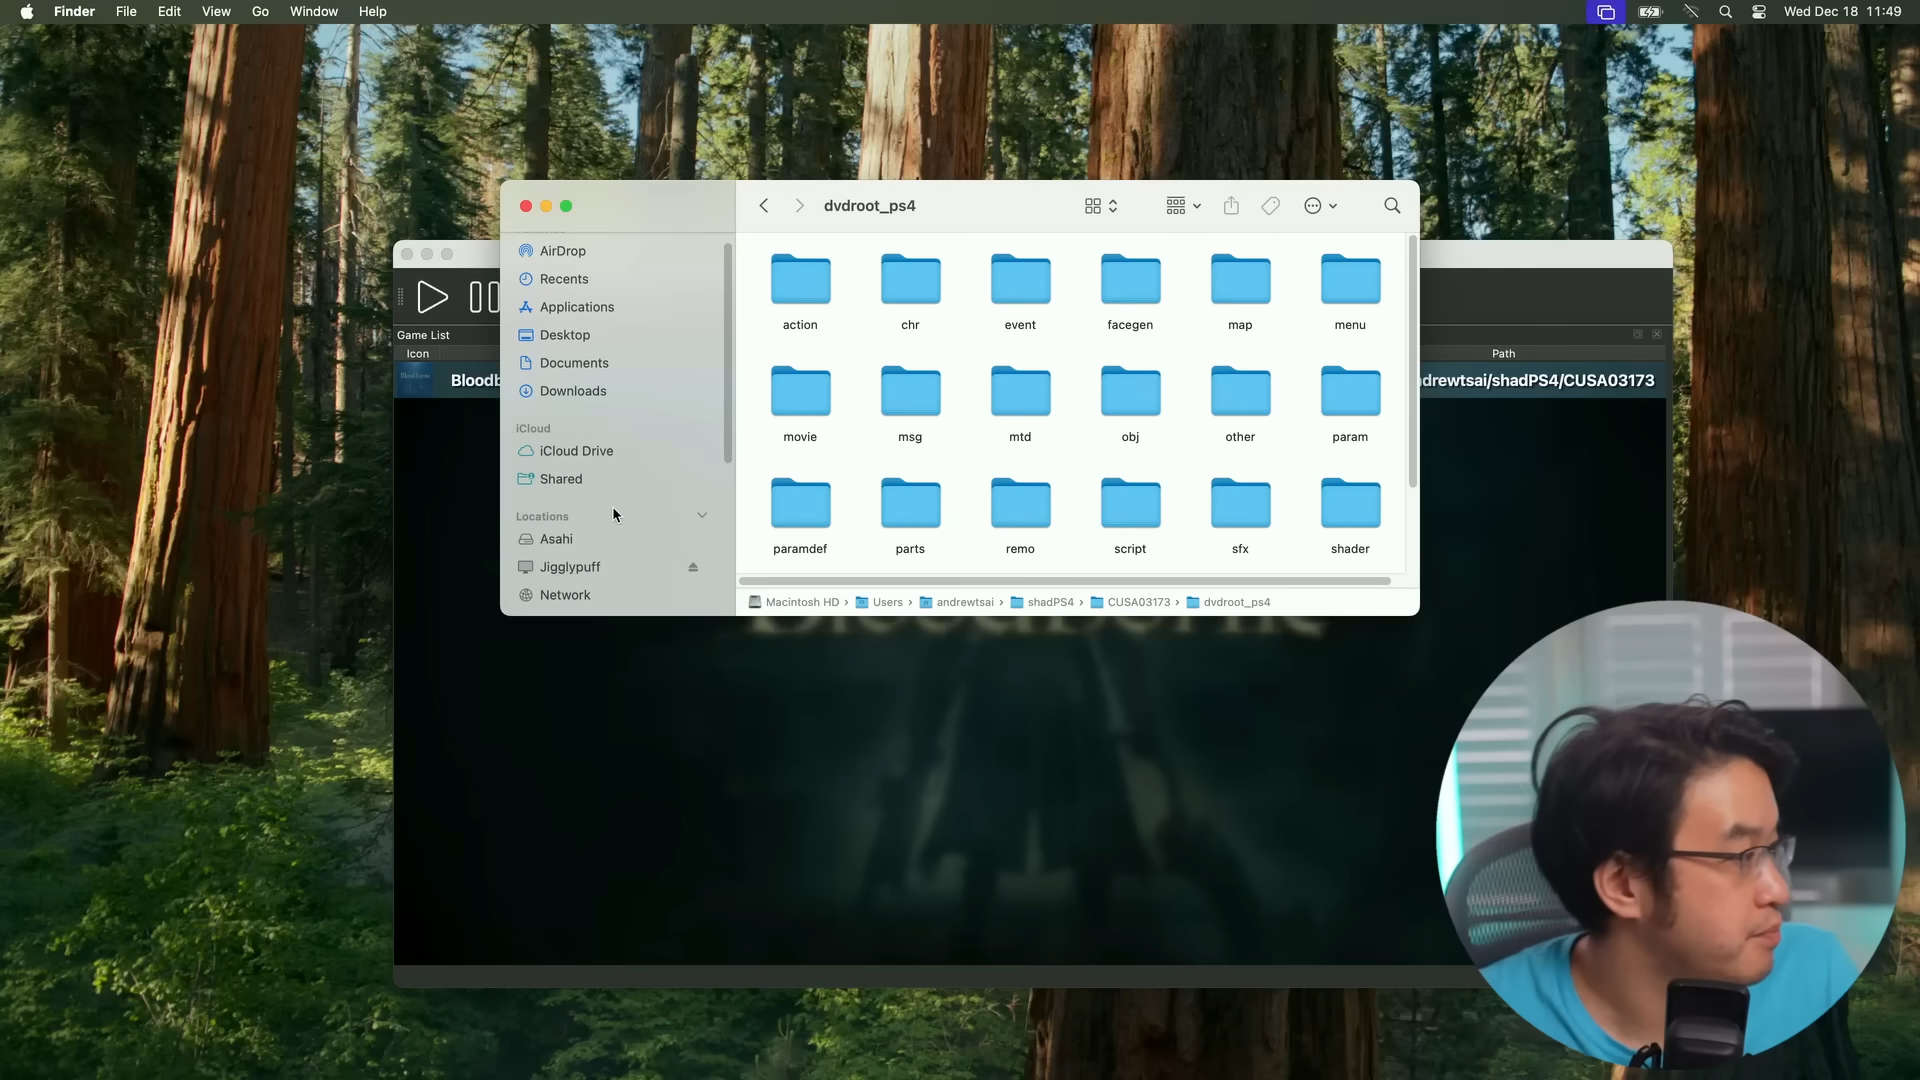 Finder File Edit View Go Window Help
Wed Dec 18 11:49
dvdroot_ps4
AirDrop
Recents
Applications
Desktop
Documents
Downloads
iCloud
iCloud Drive
Shared
Locations
Asahi
Jigglypuff
Network
action chr event facegen map menu
movie msg mtd obj other param
paramdef parts remo script sfx shader
Macintosh HD › Users › andrewtsai › shadPS4 › CUSA03173 › dvdroot_ps4
Game List
Icon
Path
Bloodb
drewtsai/shadPS4/CUSA03173